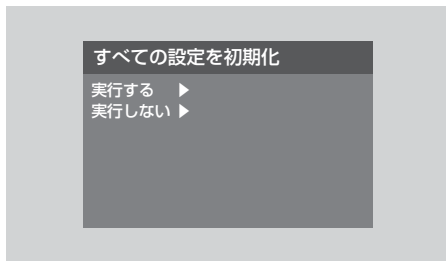 すべての設定を初期化
実行する ▶
実行しない ▶